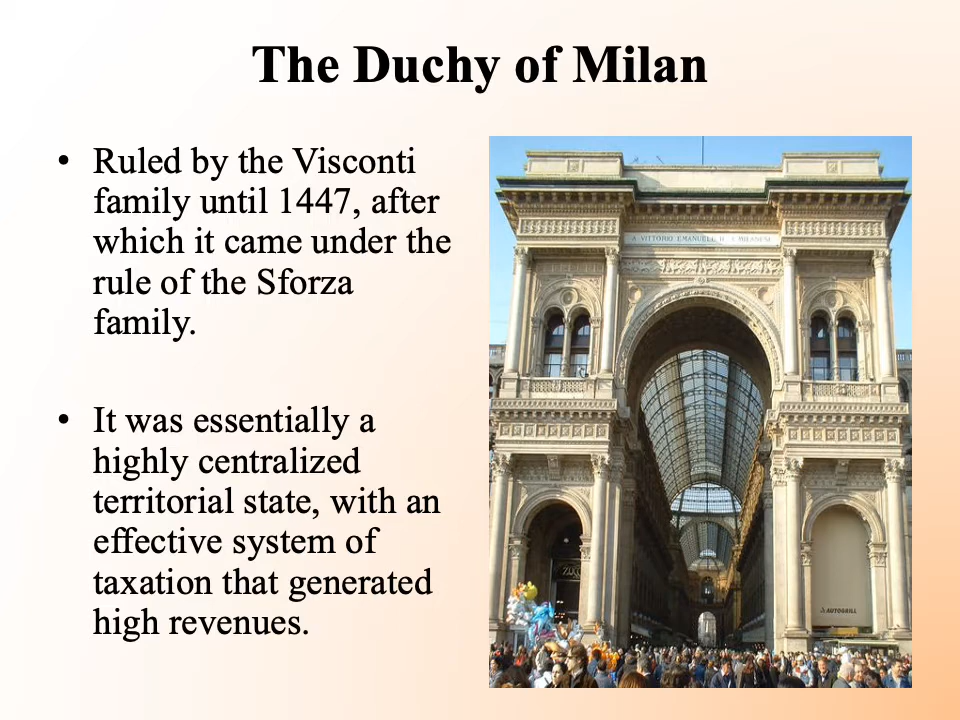 The Duchy of Milan
• Ruled by the Visconti
family until 1447, after
which it came under the
rule of the Sforza
family.
• It was essentially a
highly centralized
territorial state, with an
effective system of
taxation that generated
high revenues.
A VITTORIO EMANUELE II. I MILANESI
AUTOGRILL